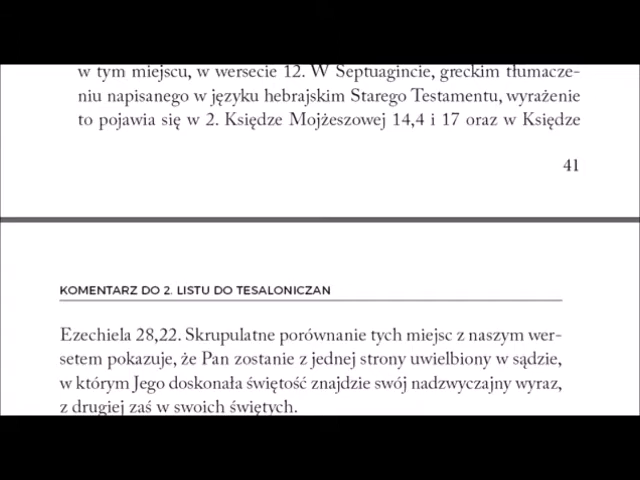 w tym miejscu, w wersecie 12. W Septuagincie, greckim tłumacze-
niu napisanego w języku hebrajskim Starego Testamentu, wyrażenie
to pojawia się w 2. Księdze Mojżeszowej 14,4 i 17 oraz w Księdze
41
KOMENTARZ DO 2. LISTU DO TESALONICZAN
Ezechiela 28,22. Skrupulatne porównanie tych miejsc z naszym wer-
setem pokazuje, że Pan zostanie z jednej strony uwielbiony w sądzie,
w którym Jego doskonała świętość znajdzie swój nadzwyczajny wyraz,
z drugiej zaś w swoich świętych.